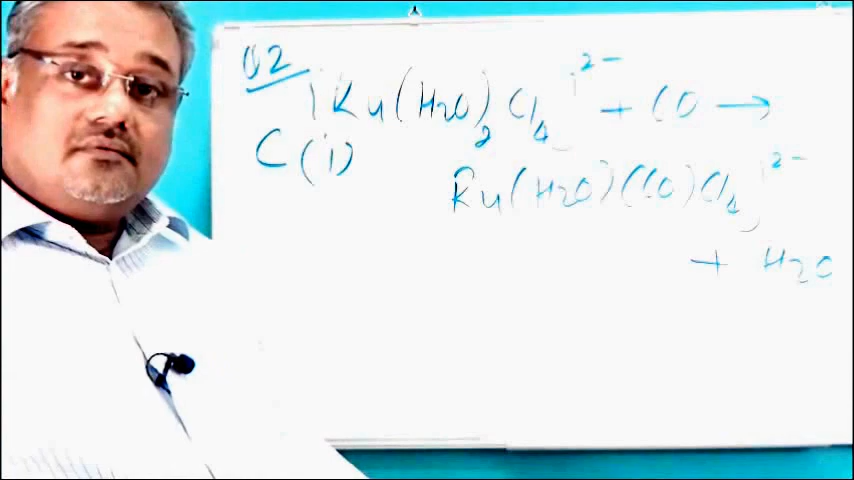 Q2
[Ru(H2O)2Cl4]2- + CO →
C(i)
Ru(H2O)(CO)Cl4]2-
+ H2O